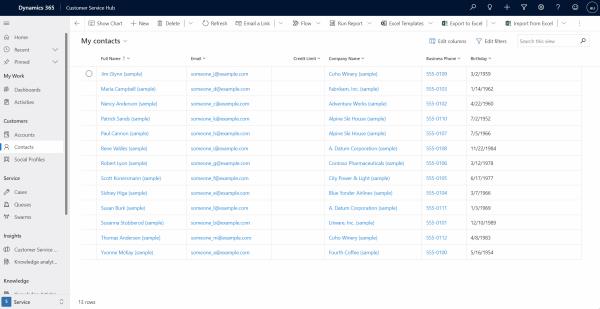 Dynamics 365 Customer Service Hub
Show Chart New Delete Refresh Email a Link Flow Run Report Excel Templates Export to Excel Import from Excel
Home
Recent
Pinned
My Work
Dashboards
Activities
Customers
Accounts
Contacts
Social Profiles
Service
Cases
Queues
Swarms
Insights
Customer Service ...
Knowledge analyt...
Knowledge
Service
My contacts Edit columns Edit filters Search this view
Full Name Email Credit Limit Company Name Business Phone Birthday
Jim Glynn (sample) someone_j@example.com Coho Winery (sample) 555-0109 3/2/1959
Maria Campbell (sample) someone_d@example.com Fabrikam, Inc. (sample) 555-0103 1/14/1962
Nancy Anderson (sample) someone_c@example.com Adventure Works (sample) 555-0102 4/22/1960
Patrick Sands (sample) someone_k@example.com Alpine Ski House (sample) 555-0110 7/2/1952
Paul Cannon (sample) someone_h@example.com Alpine Ski House (sample) 555-0107 7/5/1966
Rene Valdes (sample) someone_i@example.com A. Datum Corporation (sample) 555-0108 11/22/1984
Robert Lyon (sample) someone_g@example.com Contoso Pharmaceuticals (sample) 555-0106 3/12/1978
Scott Konersmann (sample) someone_f@example.com City Power & Light (sample) 555-0105 6/17/1977
Sidney Higa (sample) someone_e@example.com Blue Yonder Airlines (sample) 555-0104 3/7/1966
Susan Burk (sample) someone_l@example.com A. Datum Corporation (sample) 555-0111 1/3/1969
Susanna Stubberod (sample) someone_b@example.com Litware, Inc. (sample) 555-0101 12/10/1989
Thomas Andersen (sample) someone_m@example.com Coho Winery (sample) 555-0112 4/8/1983
Yvonne McKay (sample) someone_a@example.com Fourth Coffee (sample) 555-0100 5/16/1954
13 rows